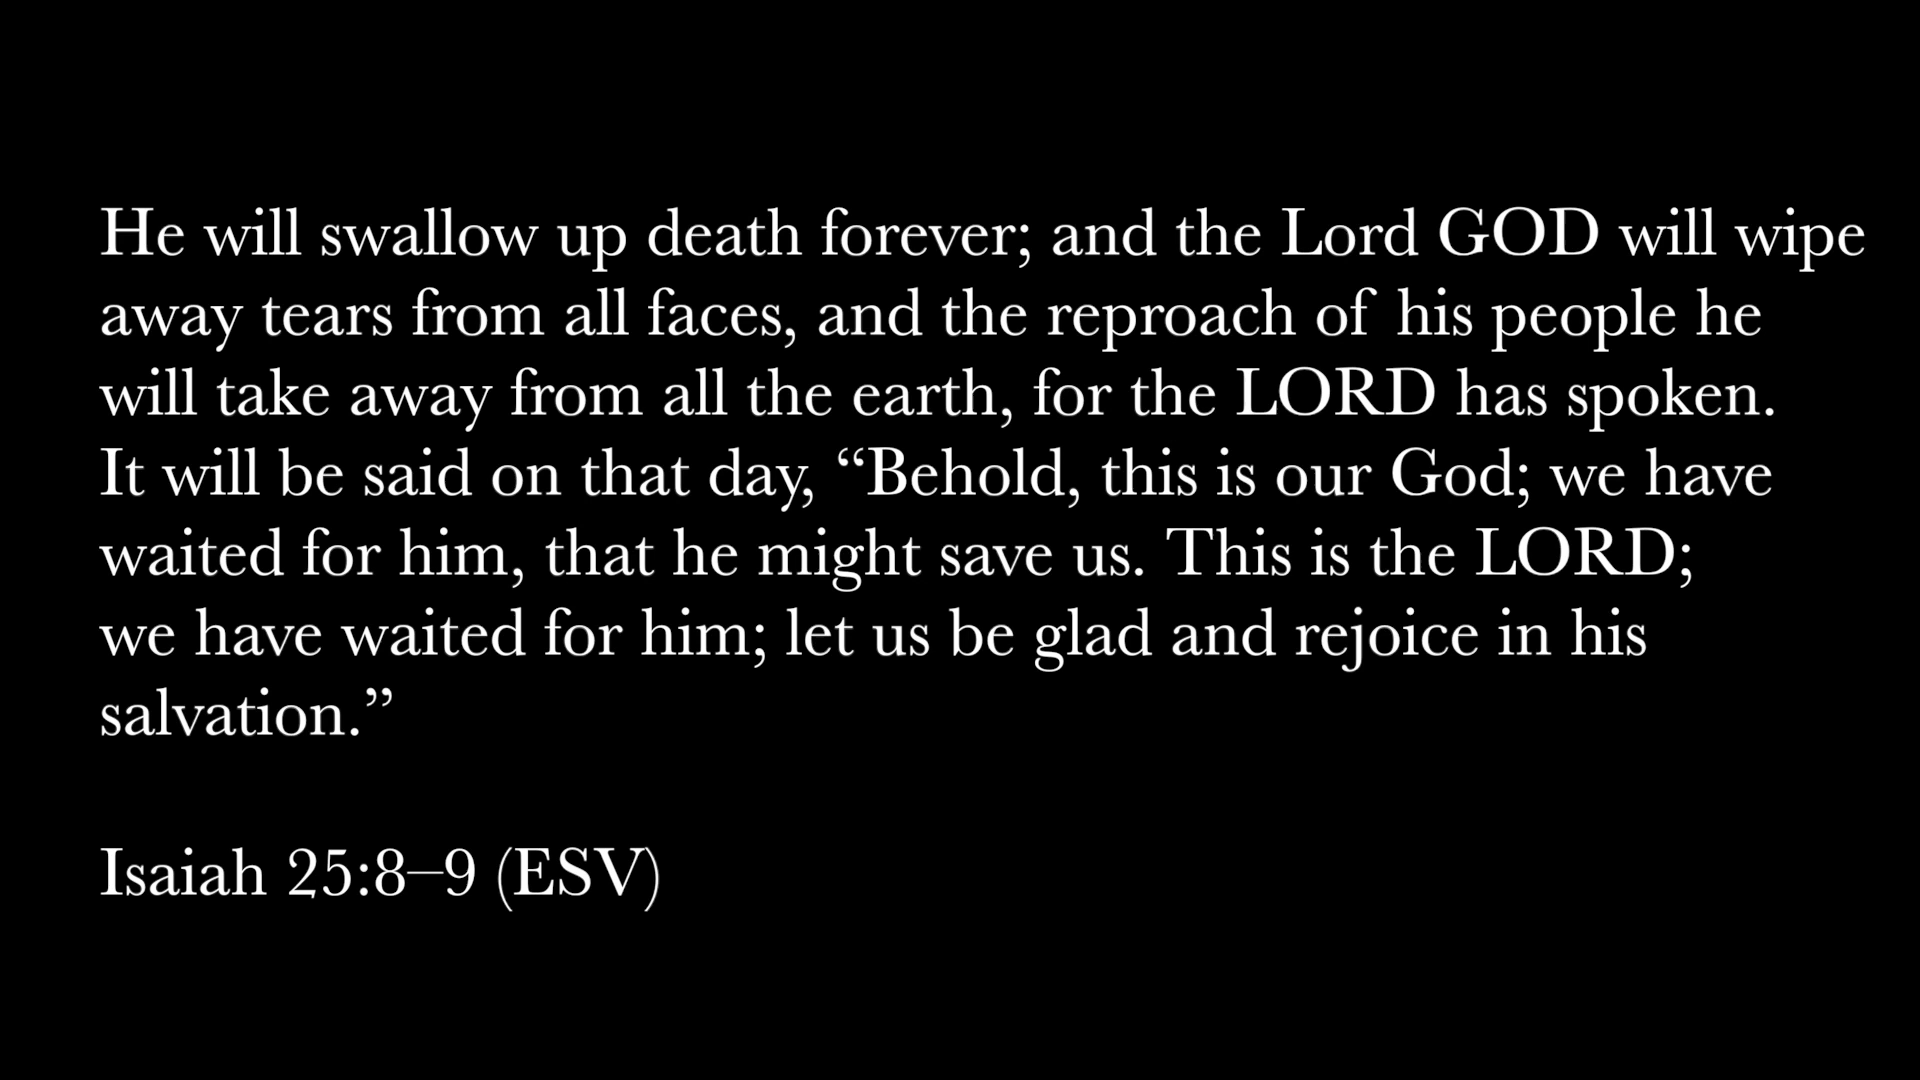 He will swallow up death forever; and the Lord GOD will wipe
away tears from all faces, and the reproach of his people he
will take away from all the earth, for the LORD has spoken.
It will be said on that day, “Behold, this is our God; we have
waited for him, that he might save us. This is the LORD;
we have waited for him; let us be glad and rejoice in his
salvation.”
Isaiah 25:8–9 (ESV)